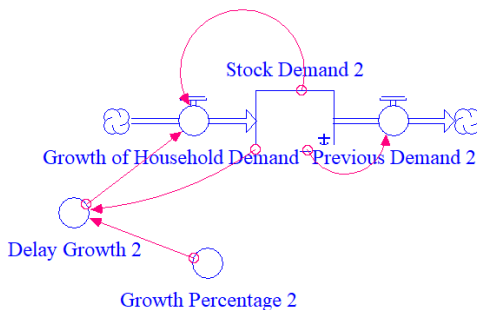 Stock Demand 2
Growth of Household Demand
Previous Demand 2
Delay Growth 2
Growth Percentage 2